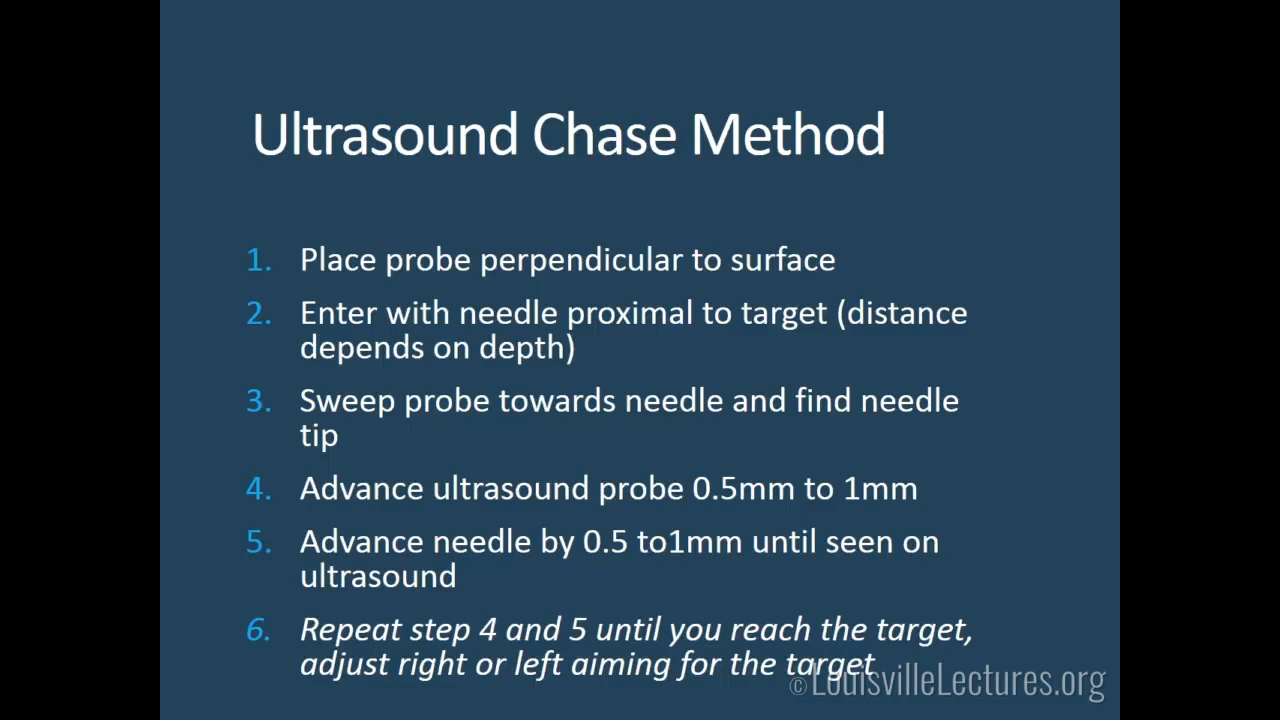 Ultrasound Chase Method
1. Place probe perpendicular to surface
2. Enter with needle proximal to target (distance
depends on depth)
3. Sweep probe towards needle and find needle
tip
4. Advance ultrasound probe 0.5mm to 1mm
5. Advance needle by 0.5 to1mm until seen on
ultrasound
6. Repeat step 4 and 5 until you reach the target,
adjust right or left aiming for the target
©LouisvilleLectures.org